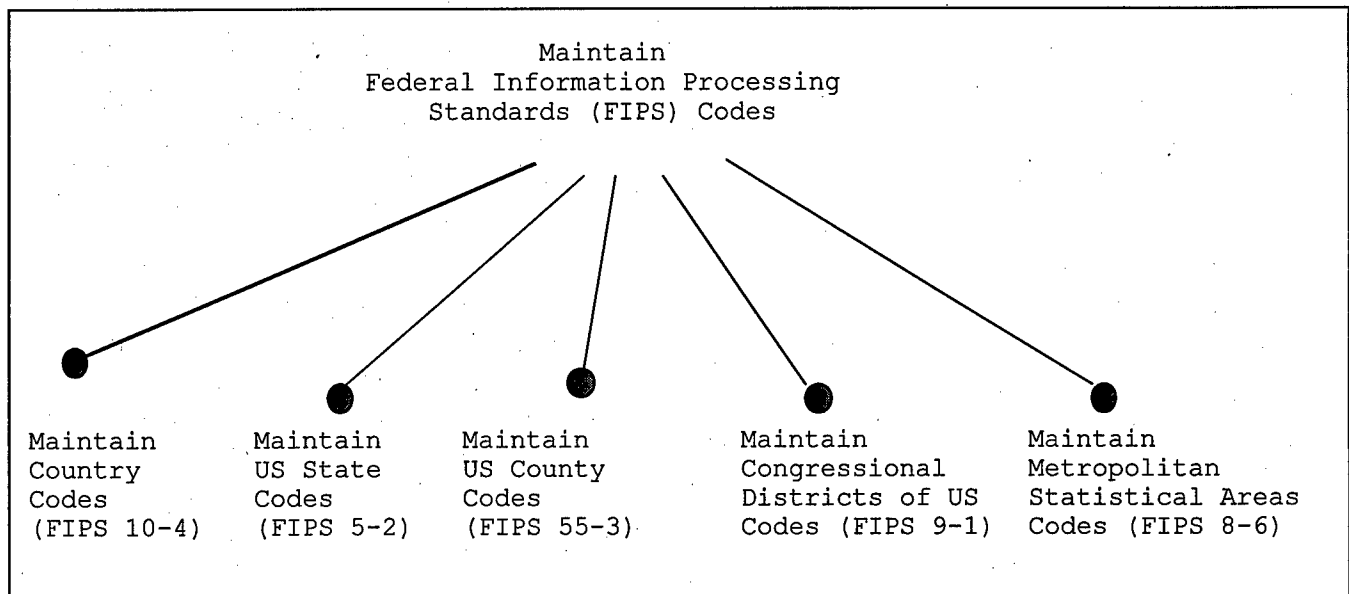 Maintain
Federal Information Processing
Standards (FIPS) Codes
Maintain
Country
Codes
(FIPS 10-4)
Maintain
US State
Codes
(FIPS 5-2)
Maintain
US County
Codes
(FIPS 55-3)
Maintain
Congressional
Districts of US
Codes (FIPS 9-1)
Maintain
Metropolitan
Statistical Areas
Codes (FIPS 8-6)